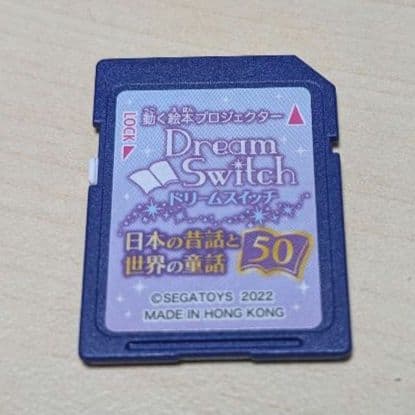 動く絵本プロジェクター
LOCK
Dream
Switch
ドリームスイッチ
日本の昔話と
世界の童話
50
©SEGATOYS 2022
MADE IN HONG KONG